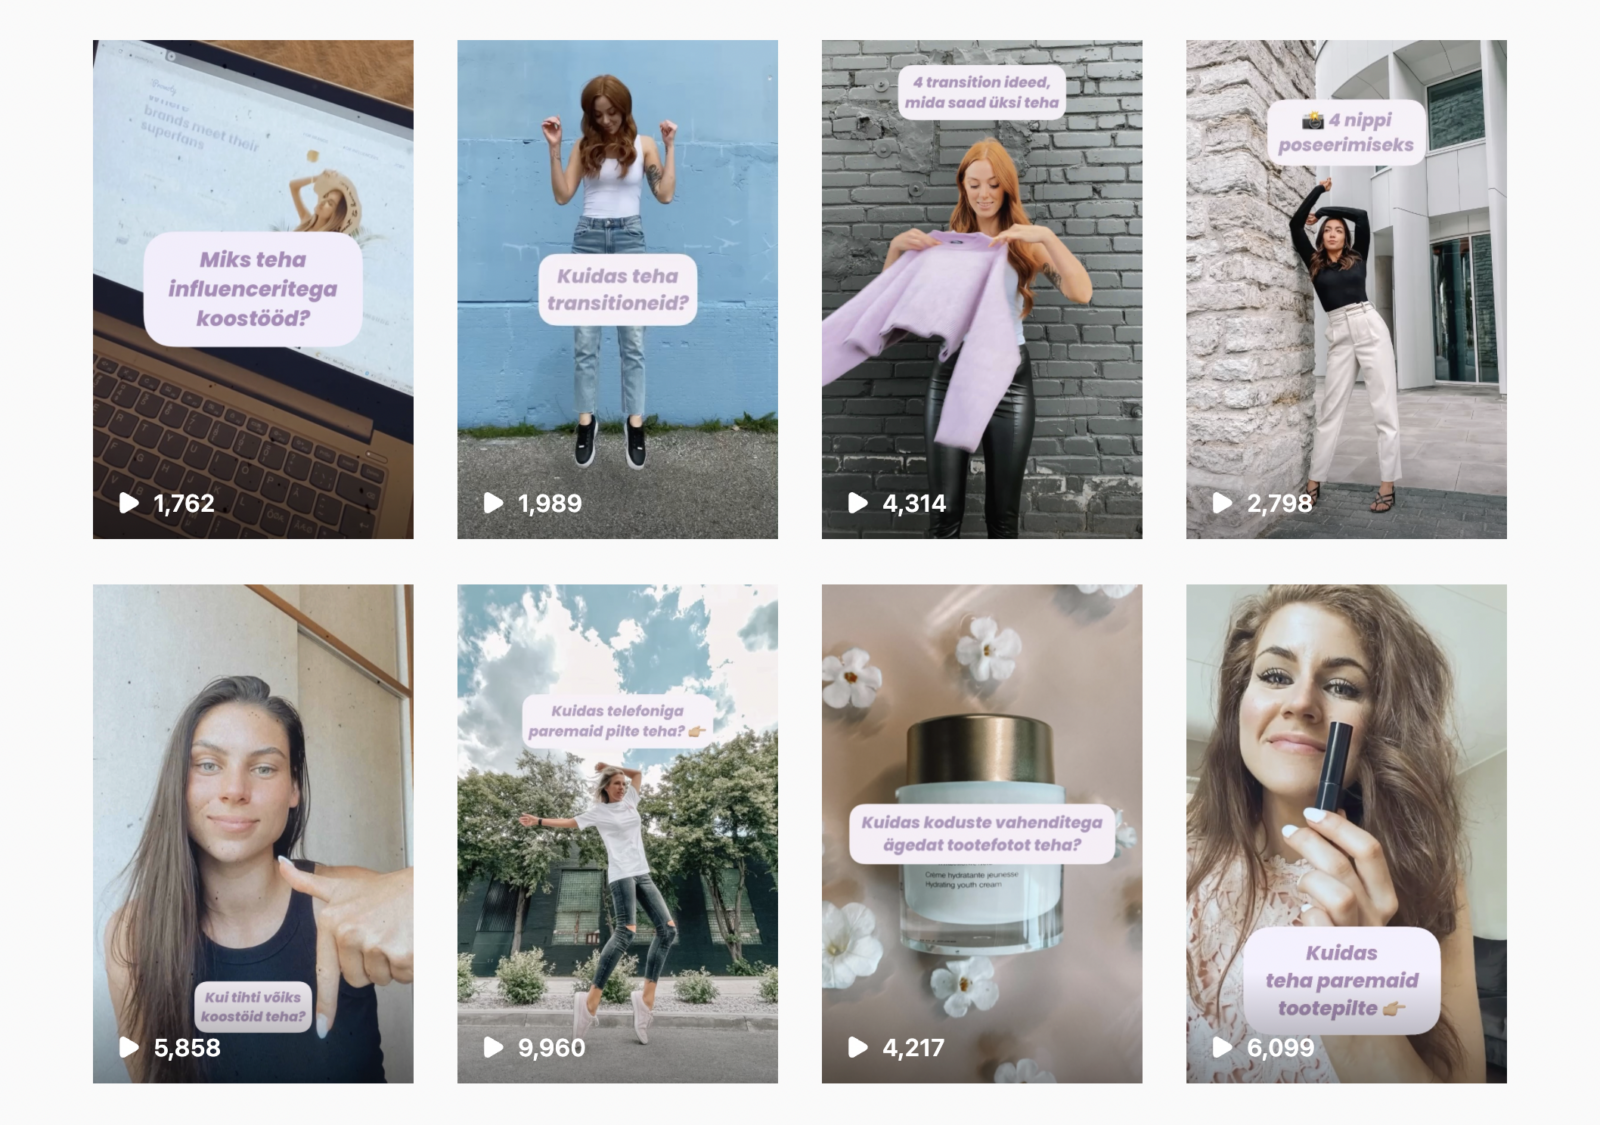 brands meet their
superfans
Miks teha
influenceritega
koostööd?
1,762
Kuidas teha
transitioneid?
1,989
4 transition ideed,
mida saad üksi teha
4,314
4 nippi
poseerimiseks
2,798
Kui tihti võiks
koostöid teha?
5,858
Kuidas telefoniga
paremaid pilte teha?
9,960
Kuidas koduste vahenditega
ägedat tootefotot teha?
Crème hydratante jeunesse
Hydrating youth cream
4,217
Kuidas
teha paremaid
tootepilte
6,099